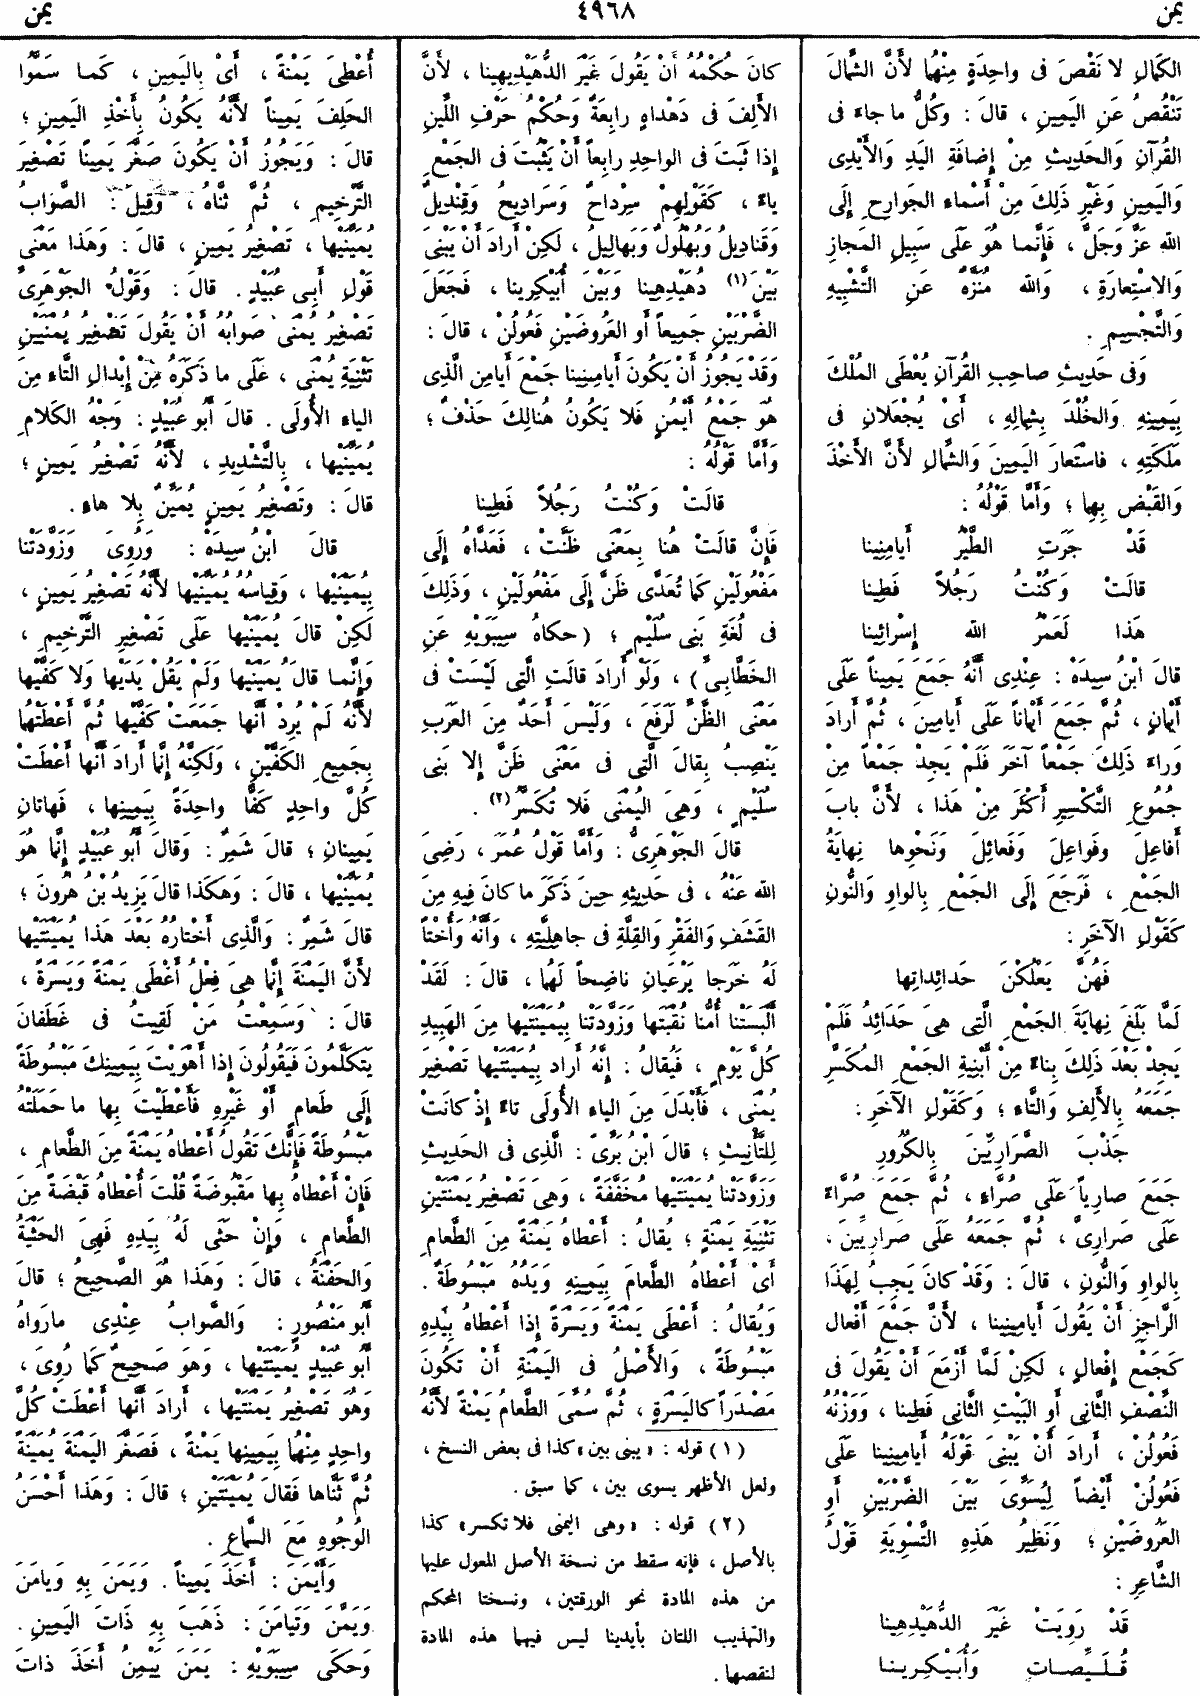 يمن
٤٩٦٨
يمن
الكَمَالِ لا نَقْصَ فى واحِدَةٍ مِنْهُما لأَنَّ الشِّمالَ
تَنْقُصُ عَنِ اليَمِينِ ، قالَ : وَكُلُّ ما جاءَ فى
القُرْآنِ وَالحَدِيثِ مِنْ إِضافَةِ اليَدِ وَالأَيْدِى
وَاليَمِينِ وَغَيْرِ ذَلِكَ مِنْ أَسْماءِ الجَوارِحِ إِلَى
اللهِ عَزَّ وَجَلَّ ، فَإِنَّما هُوَ عَلَى سَبِيلِ المَجازِ
وَالاسْتِعارَةِ ، وَاللهُ مُنَزَّهٌ عَنِ التَّشْبِيهِ
وَالتَّجْسِيمِ .
وَفى حَدِيثِ صاحِبِ القُرْآنِ يُعْطَى المُلْكَ
بِيَمِينِهِ وَالخُلْدَ بِشِمالِهِ ، أَىْ يُجْعَلانِ فى
مَلَكَتِهِ ، فاسْتَعارَ اليَمِينَ وَالشِّمالَ لأَنَّ الأَخْذَ
وَالقَبْضَ بِهِما ؛ وَأَمَّا قَوْلُهُ :
قَدْ جَرَتِ الطَّيْرُ أَيامِنِينا
قالَتْ وَكُنْتُ رَجُلاً فَطِينا
هَذا لَعَمْرُ اللهِ إِسْرائِينا
قالَ ابْنُ سِيدَهْ : عِنْدِى أَنَّهُ جَمَعَ يَمِيناً عَلَى
أَيْمانٍ ، ثُمَّ جَمَعَ أَيْماناً عَلَى أَيامِينَ ، ثُمَّ أَرادَ
وَراءَ ذَلِكَ جَمْعاً آخَرَ فَلَمْ يَجِدْ جَمْعاً مِنْ
جُمُوعِ التَّكْسِيرِ أَكْثَرَ مِنْ هَذا ، لأَنَّ بابَ
أَفاعِلَ وَفَواعِلَ وَفَعائِلَ وَنَحْوِها نِهايَةُ
الجَمْعِ ، فَرَجَعَ إِلَى الجَمْعِ بِالواوِ وَالنُّونِ
كَقَوْلِ الآخَرِ :
فَهُنَّ يَعْلُكْنَ حَدائِداتِها
لَمَّا بَلَغَ نِهايَةَ الجَمْعِ الَّتِى هِىَ حَدائِدُ فَلَمْ
يَجِدْ بَعْدَ ذَلِكَ بِناءً مِنْ أَبْنِيَةِ الجَمْعِ المُكَسَّرِ
جَمَعَهُ بِالأَلِفِ وَالتَّاءِ ؛ وَكَقَوْلِ الآخَرِ :
جَذْبَ الصَّرارِيِّينَ بِالكُرُورِ
جَمَعَ صارِياً عَلَى صُرَّاءٍ ، ثُمَّ جَمَعَ صُرَّاءً
عَلَى صَرارِىَّ ، ثُمَّ جَمَعَهُ عَلَى صَرارِيِّينَ ،
بِالواوِ وَالنُّونِ ، قالَ : وَقَدْ كانَ يَجِبُ لِهَذا
الرَّاجِزِ أَنْ يَقُولَ أَيامِينِينا ، لأَنَّ جَمْعَ أَفْعالٍ
كَجَمْعِ إِفْعالٍ ، لَكِنْ لَمَّا أَزْمَعَ أَنْ يَقُولَ فى
النِّصْفِ الثَّانِى أَوِ البَيْتِ الثَّانِى فَطِينا ، وَوَزْنُهُ
فَعُولُنْ ، أَرادَ أَنْ يَبْنِىَ قَوْلَهُ أَيامِنِينا عَلَى
فَعُولُنْ أَيْضاً لِيُسَوِّىَ بَيْنَ الضَّرْبَيْنِ أَوِ
العَرُوضَيْنِ ؛ وَنَظِيرُ هَذِهِ التَّسْوِيَةِ قَوْلُ
الشَّاعِرِ :
قَدْ رَوِيَتْ غَيْرَ الدُّهَيْدِهِينا
قُلَيِّصاتٍ وَأُبَيْكِرِينا
كانَ حُكْمُهُ أَنْ يَقُولَ غَيْرَ الدُّهَيْدِيهِينا ، لأَنَّ
الأَلِفَ فى دَهْداهٍ رابِعَةٌ وَحُكْمُ حَرْفِ اللِّينِ
إِذا ثَبَتَ فى الواحِدِ رابِعاً أَنْ يَثْبُتَ فى الجَمْعِ
ياءً ، كَقَوْلِهِمْ سِرْداحٌ وَسَرادِيحُ وَقِنْدِيلٌ
وَقَنادِيلُ وَبُهْلُولٌ وَبَهالِيلُ ، لَكِنْ أَرادَ أَنْ يَبْنِىَ
بَيْنَ (١) دُهَيْدِهِينا وَبَيْنَ أُبَيْكِرِينا ، فَجَعَلَ
الضَّرْبَيْنِ جَمِيعاً أَوِ العَرُوضَيْنِ فَعُولُنْ ، قالَ :
وَقَدْ يَجُوزُ أَنْ يَكُونَ أَيامِنِينا جَمْعَ أَيامِنٍ الَّذِى
هُوَ جَمْعُ أَيْمُنٍ فَلا يَكُونُ هُنالِكَ حَذْفٌ ؛
وَأَمَّا قَوْلُهُ :
قالَتْ وَكُنْتُ رَجُلاً فَطِينا
فَإِنَّ قالَتْ هُنا بِمَعْنَى ظَنَّتْ ، فَعَدَّاهُ إِلَى
مَفْعُولَيْنِ كَما تُعَدَّى ظَنَّ إِلَى مَفْعُولَيْنِ ، وَذَلِكَ
فى لُغَةِ بَنِى سُلَيْمٍ ؛ (حكاهُ سِيبَوَيْهِ عَنِ
الخَطَّابِىِّ ) ، وَلَوْ أَرادَ قالَتِ الَّتِى لَيْسَتْ فى
مَعْنَى الظَّنِّ لَرَفَعَ ، وَلَيْسَ أَحَدٌ مِنَ العَرَبِ
يَنْصِبُ بِقالَ الَّتِى فى مَعْنَى ظَنَّ إِلا بَنِى
سُلَيْمٍ ، وَهِىَ اليُمْنَى فَلا تُكَسَّرُ (٢) .
قالَ الجَوْهَرِىُّ : وَأَمَّا قَوْلُ عُمَرَ ، رَضِىَ
اللهُ عَنْهُ ، فى حَدِيثِهِ حِينَ ذَكَرَ ما كانَ فِيهِ مِنَ
القَشَفِ وَالفَقْرِ وَالقِلَّةِ فى جاهِلِيَّتِهِ ، وَأَنَّهُ وَأُخْتاً
لَهُ خَرَجا يَرْعَيانِ ناضِحاً لَهُما ، قالَ : لَقَدْ
أَلْبَسَتْنا أُمُّنا نُقْبَتَها وَزَوَّدَتْنا بِيُمَيْنَتَيْها مِنَ الهَبِيدِ
كُلَّ يَوْمٍ ، فَيُقالُ : إِنَّهُ أَرادَ بِيُمَيْنَتَيْها تَصْغِيرَ
يُمْنَى ، فَأَبْدَلَ مِنَ الياءِ الأُولَى تاءً إِذْ كانَتْ
لِلتَّأْنِيثِ ؛ قالَ ابْنُ بَرِّىّ : الَّذِى فى الحَدِيثِ
وَزَوَّدَتْنا يُمَيْنَتَيْها مُخَفَّفَةً ، وَهِىَ تَصْغِيرُ يَمْنَتَيْنِ
تَثْنِيَةِ يَمْنَةٍ ؛ يُقالُ : أَعْطاهُ يَمْنَةً مِنَ الطَّعامِ
أَىْ أَعْطاهُ الطَّعامَ بِيَمِينِهِ وَيَدُهُ مَبْسُوطَةٌ .
وَيُقالُ : أَعْطَى يَمْنَةً وَيَسْرَةً إِذا أَعْطاهُ بِيَدِهِ
مَبْسُوطَةً ، وَالأَصْلُ فى اليَمْنَةِ أَنْ تَكُونَ
مَصْدَراً كاليَسْرَةِ ، ثُمَّ سُمِّىَ الطَّعامُ يَمْنَةً لأَنَّهُ
(١) قوله : « يبنى بين » كذا فى بعض النسخ ،
ولعل الأظهر يسوى بين ، كما سبق .
(٢) قوله : « وهى اليمنى فلا تكسر » كذا
بالأصل ، فإنه سقط من نسخة الأصل المعول عليها
من هذه المادة نحو الورقتين ، ونسختا المحكم
والتهذيب اللتان بأيدينا ليس فيهما هذه المادة
لنقصها .
أُعْطِىَ يَمْنَةً ، أَىْ بِاليَمِينِ ، كَما سَمَّوُا
الحَلِفَ يَمِيناً لأَنَّهُ يَكُونُ بِأَخْذِ اليَمِينِ ؛
قالَ : وَيَجُوزُ أَنْ يَكُونَ صَغَّرَ يَمِينًا تَصْغِيرَ
التَّرْخِيمِ ، ثُمَّ ثَنَّاهُ ، وَقِيلَ : الصَّوابُ
يُمَيِّنَيْها ، تَصْغِيرُ يَمِينٍ ، قالَ : وَهَذا مَعْنَى
قَوْلِ أَبِى عُبَيْدٍ . قالَ : وَقَوْلُ الجَوْهَرِىِّ
تَصْغِيرُ يُمْنَى صَوابُهُ أَنْ يَقُولَ تَصْغِيرُ يُمْنَيَيْنِ
تَثْنِيَةِ يُمْنَى ، عَلَى ما ذَكَرَهُ مِنْ إِبْدالِ التَّاءِ مِنَ
الياءِ الأُولَى . قالَ أَبُو عُبَيْدٍ : وَجْهُ الكَلامِ
يُمَيِّنَيْها ، بِالتَّشْدِيدِ ، لأَنَّهُ تَصْغِيرُ يَمِينٍ ؛
قالَ : وَتَصْغِيرُ يَمِينٍ يُمَيِّنٌ بِلا هاءٍ .
قالَ ابْنُ سِيدَهْ : وَرُوِىَ وَزَوَّدَتْنا
بِيُمَيْنَيْها ، وَقِياسُهُ يُمَيِّنَيْها لأَنَّهُ تَصْغِيرُ يَمِينٍ ،
لَكِنْ قالَ يُمَيْنَيْها عَلَى تَصْغِيرِ التَّرْخِيمِ ،
وَإِنَّما قالَ يُمَيْنَيْها وَلَمْ يَقُلْ يَدَيْها وَلا كَفَّيْها
لأَنَّهُ لَمْ يُرِدْ أَنَّها جَمَعَتْ كَفَّيْها ثُمَّ أَعْطَتْهُما
بِجَمِيعِ الكَفَّيْنِ ، وَلَكِنَّهُ إِنَّما أَرادَ أَنَّها أَعْطَتْ
كُلَّ واحِدٍ كَفًّا واحِدَةً بِيَمِينِها ، فَهاتانِ
يَمِينانِ ؛ قالَ شَمِرٌ : وَقالَ أَبُو عُبَيْدٍ إِنَّما هُوَ
يُمَيِّنَيْها ، قالَ : وَهَكَذا قالَ يَزِيدُ بْنُ هٰرُونَ ؛
قالَ شَمِرٌ : وَالَّذِى أَخْتارُهُ بَعْدَ هَذا يُمَيْنَتَيْها
لأَنَّ اليَمْنَةَ إِنَّما هِىَ فِعْلُ أَعْطَى يَمْنَةً وَيَسْرَةً ،
قالَ : وَسَمِعْتُ مَنْ لَقِيتُ فى غَطَفانَ
يَتَكَلَّمُونَ فَيَقُولُونَ إِذا أَهْوَيْتَ بِيَمِينِكَ مَبْسُوطَةً
إِلَى طَعامٍ أَوْ غَيْرِهِ فَأَعْطَيْتَ بِها ما حَمَلَتْهُ
مَبْسُوطَةً فَإِنَّكَ تَقُولُ أَعْطاهُ يَمْنَةً مِنَ الطَّعامِ ،
فَإِنْ أَعْطاهُ بِها مَقْبُوضَةً قُلْتَ أَعْطاهُ قَبْضَةً مِنَ
الطَّعامِ ، وَإِنْ حَثَى لَهُ بِيَدِهِ فَهِىَ الحَثْيَةُ
وَالحَفْنَةُ ، قالَ : وَهَذا هُوَ الصَّحِيحُ ؛ قالَ
أَبُو مَنْصُورٍ : وَالصَّوابُ عِنْدِى مارَواهُ
أَبُو عُبَيْدٍ يُمَيْنَتَيْها ، وَهوَ صَحِيحٌ كَما رُوِىَ ،
وَهُوَ تَصْغِيرُ يَمْنَتَيْها ، أَرادَ أَنَّها أَعْطَتْ كُلَّ
واحِدٍ مِنْهُما بِيَمِينِها يَمْنَةً ، فَصَغَّرَ اليَمْنَةَ يُمَيْنَةً
ثُمَّ ثَنَّاها فَقالَ يُمَيْنَتَيْنِ ؛ قالَ : وَهَذا أَحْسَنُ
الوُجُوهِ مَعَ السَّماعِ .
وَأَيْمَنَ : أَخَذَ يَمِيناً . وَيَمَنَ بِهِ وَيامَنَ
وَيَمَّنَ وَتَيامَنَ : ذَهَبَ بِهِ ذَاتَ اليَمِينِ .
وَحَكَى سِيبَوَيْهِ : يَمَنَ يَيْمِنُ أَخَذَ ذاتَ